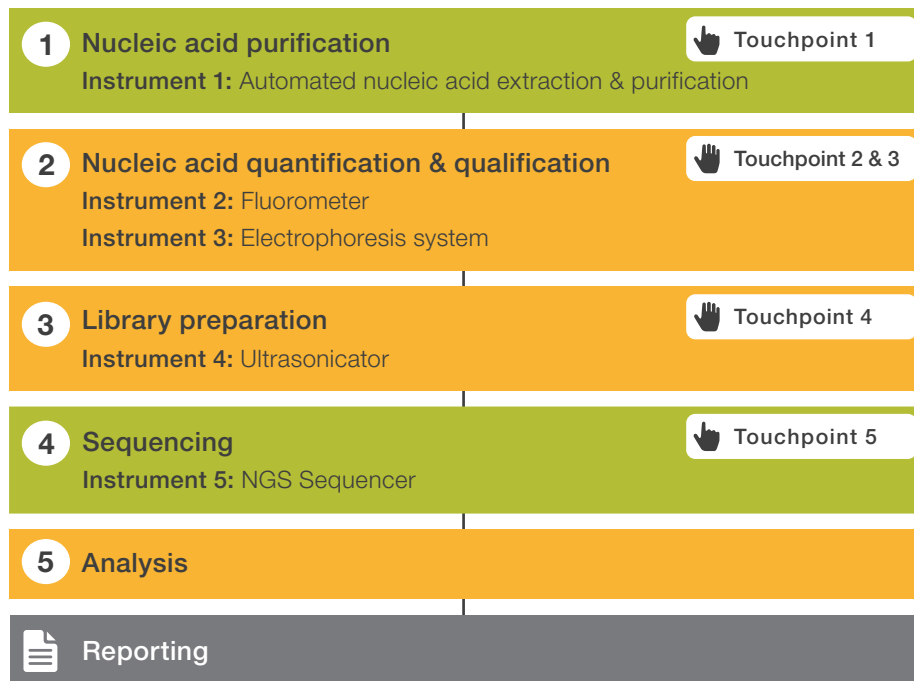 1 Nucleic acid purification Touchpoint 1
Instrument 1: Automated nucleic acid extraction & purification
2 Nucleic acid quantification & qualification Touchpoint 2 & 3
Instrument 2: Fluorometer
Instrument 3: Electrophoresis system
3 Library preparation Touchpoint 4
Instrument 4: Ultrasonicator
4 Sequencing Touchpoint 5
Instrument 5: NGS Sequencer
5 Analysis
Reporting